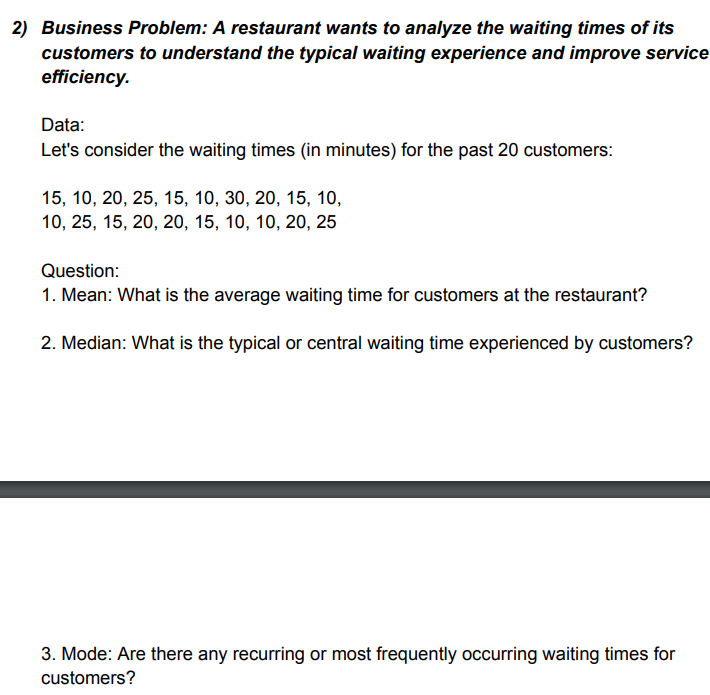 2) Business Problem: A restaurant wants to analyze the waiting times of its
customers to understand the typical waiting experience and improve service
efficiency.
Data:
Let's consider the waiting times (in minutes) for the past 20 customers:
15, 10, 20, 25, 15, 10, 30, 20, 15, 10,
10, 25, 15, 20, 20, 15, 10, 10, 20, 25
Question:
1. Mean: What is the average waiting time for customers at the restaurant?
2. Median: What is the typical or central waiting time experienced by customers?
3. Mode: Are there any recurring or most frequently occurring waiting times for
customers?